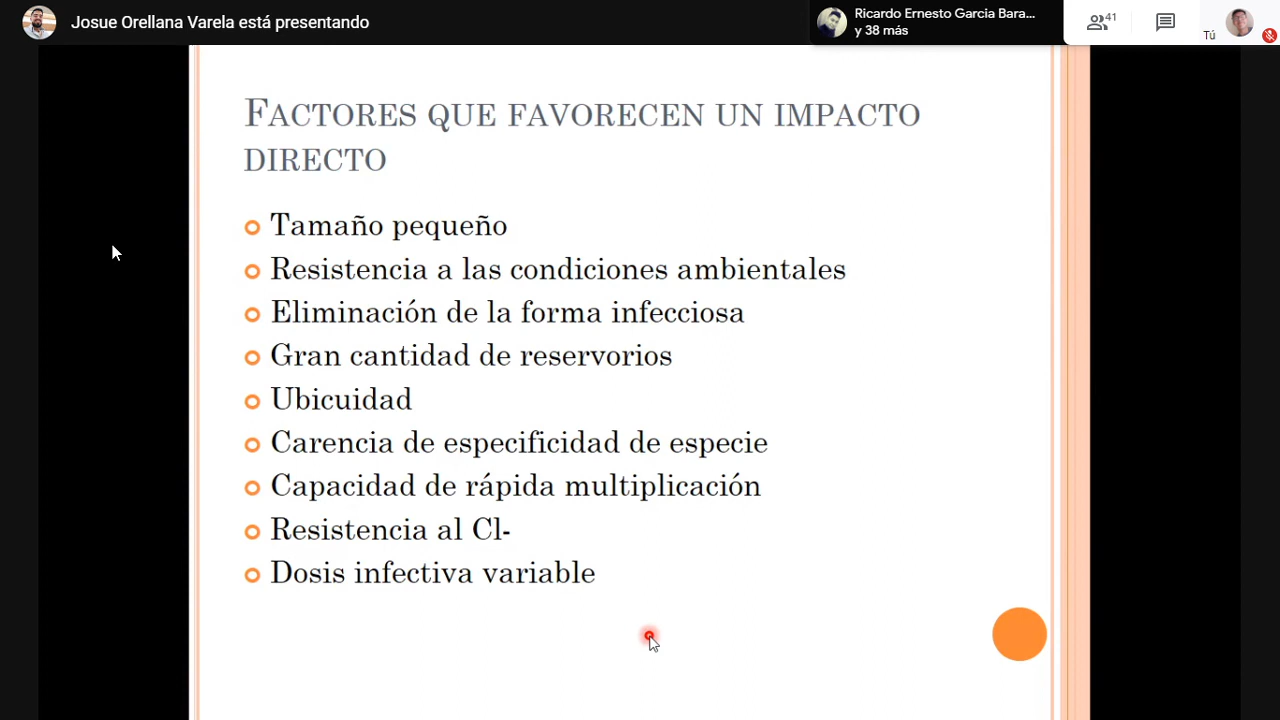 Josue Orellana Varela está presentando
Ricardo Ernesto Garcia Bara...
y 38 más
41
Tú
FACTORES QUE FAVORECEN UN IMPACTO
DIRECTO
Tamaño pequeño
Resistencia a las condiciones ambientales
Eliminación de la forma infecciosa
Gran cantidad de reservorios
Ubicuidad
Carencia de especificidad de especie
Capacidad de rápida multiplicación
Resistencia al Cl-
Dosis infectiva variable